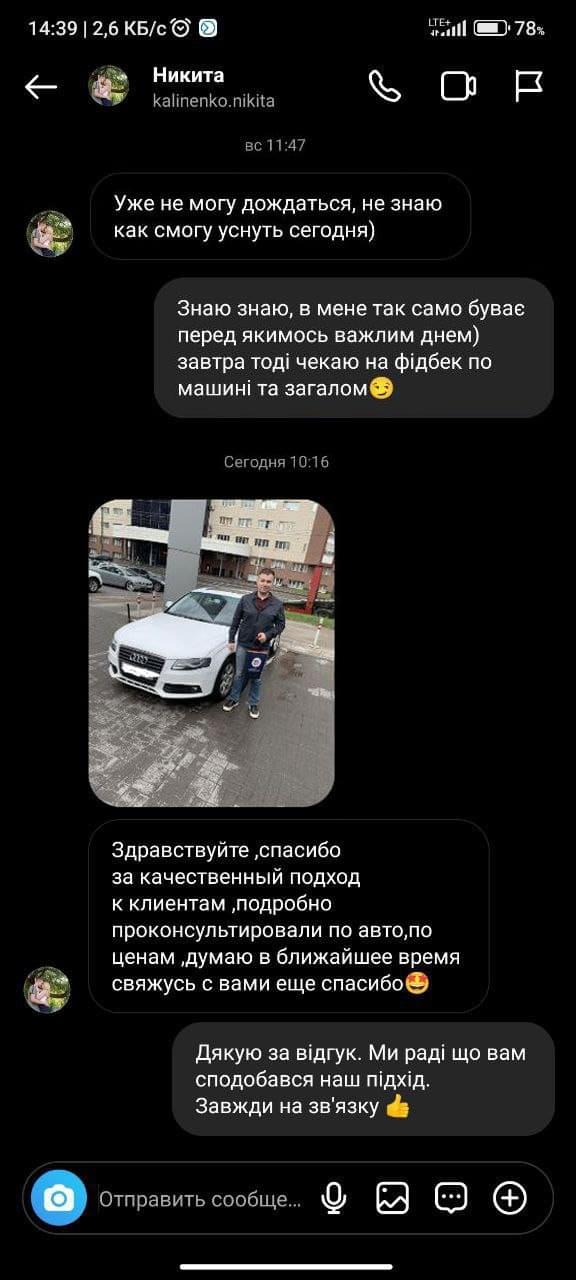 14:39 | 2,6 КБ/с
LTE+
78%
Никита
kalinenko.nikita
вс 11:47
Уже не могу дождаться, не знаю
как смогу уснуть сегодня)
Знаю знаю, в мене так само буває
перед якимось важлим днем)
завтра тоді чекаю на фідбек по
машині та загалом😏
Сегодня 10:16
Здравствуйте ,спасибо
за качественный подход
к клиентам ,подробно
проконсультировали по авто,по
ценам ,думаю в ближайшее время
свяжусь с вами еще спасибо🤩
Дякую за відгук. Ми раді що вам
сподобався наш підхід.
Завжди на зв'язку 👍
Отправить сообще...